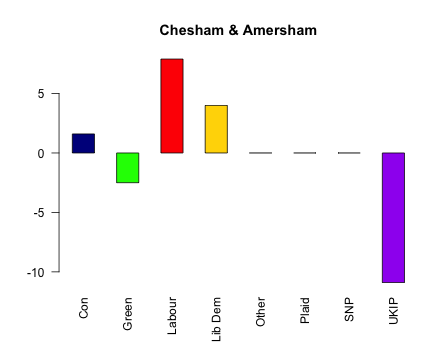 Chesham & Amersham
5
0
-5
-10
Con
Green
Labour
Lib Dem
Other
Plaid
SNP
UKIP